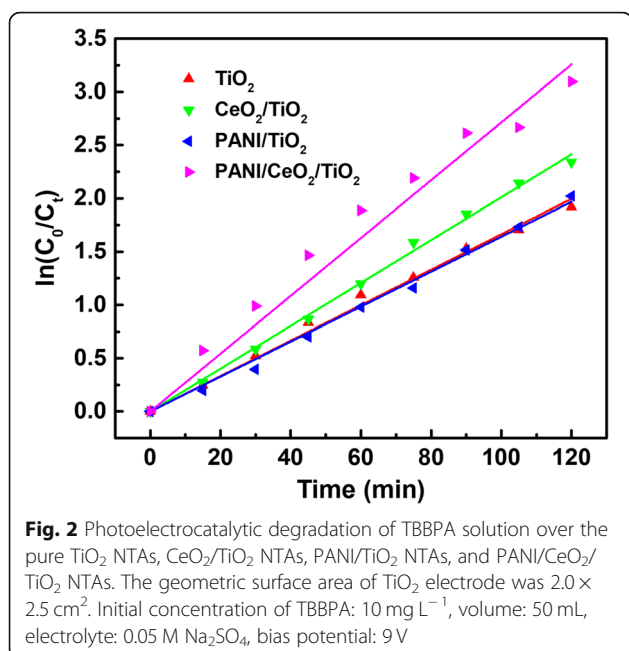 3.5
3.0
2.5
2.0
1.5
1.0
0.5
0.0
ln(C₀/Cₜ)
TiO₂
CeO₂/TiO₂
PANI/TiO₂
PANI/CeO₂/TiO₂
0 20 40 60 80 100 120
Time (min)
Fig. 2 Photoelectrocatalytic degradation of TBBPA solution over the
pure TiO₂ NTAs, CeO₂/TiO₂ NTAs, PANI/TiO₂ NTAs, and PANI/CeO₂/
TiO₂ NTAs. The geometric surface area of TiO₂ electrode was 2.0 ×
2.5 cm². Initial concentration of TBBPA: 10 mg L⁻¹, volume: 50 mL,
electrolyte: 0.05 M Na₂SO₄, bias potential: 9 V